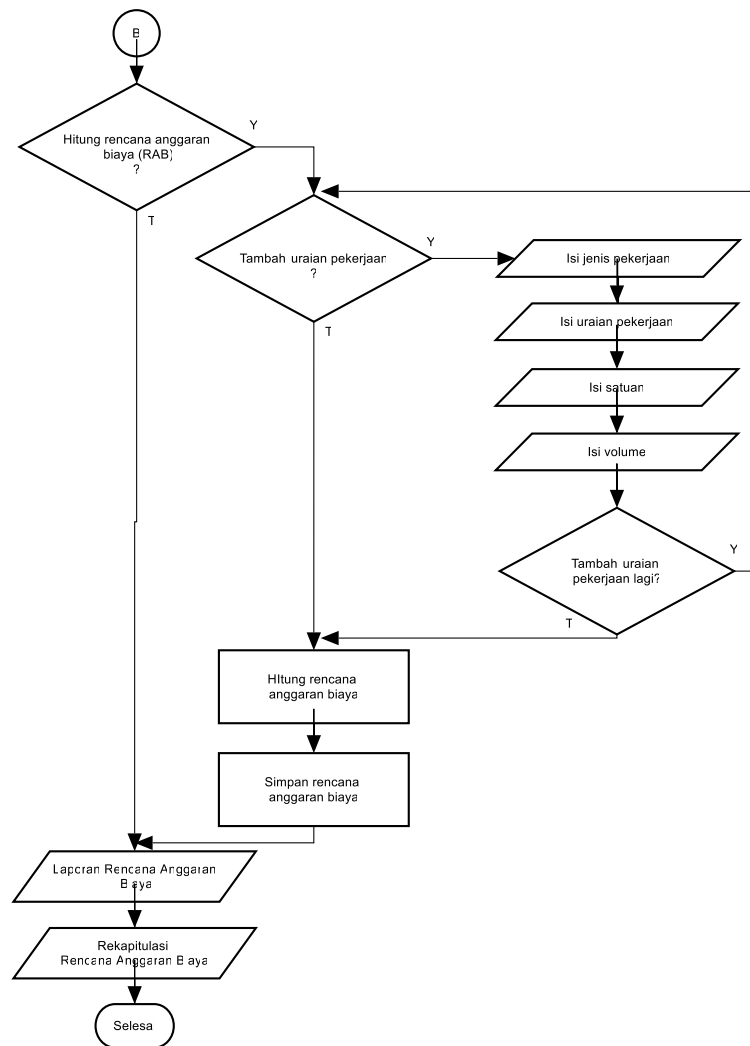 B
Hitung rencana anggaran
biaya (RAB)
?
Y
T
Tambah uraian pekerjaan
?
Y
T
Isi jenis pekerjaan
Isi uraian pekerjaan
Isi satuan
Isi volume
Tambah uraian
pekerjaan lagi?
Y
T
HItung rencana
anggaran biaya
Simpan rencana
anggaran biaya
Laporan Rencana Anggaran
Biaya
Rekapitulasi
Rencana Anggaran Biaya
Selesa